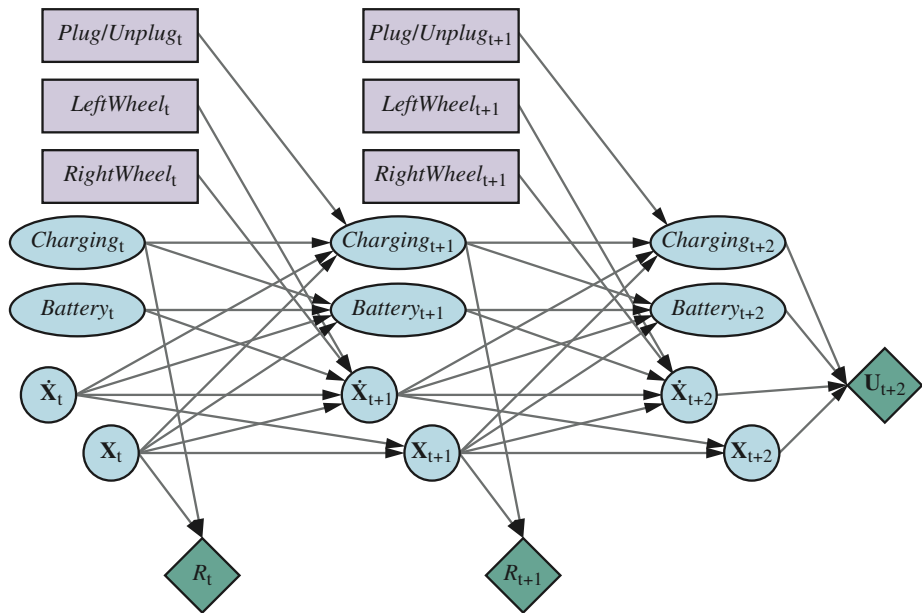 Plug/Unplug_t Plug/Unplug_t+1
LeftWheel_t LeftWheel_t+1
RightWheel_t RightWheel_t+1
Charging_t Charging_t+1 Charging_t+2
Battery_t Battery_t+1 Battery_t+2
Ẋ_t Ẋ_t+1 Ẋ_t+2 U_t+2
X_t X_t+1 X_t+2
R_t R_t+1